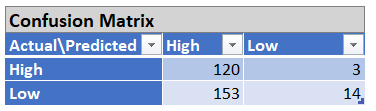 Confusion Matrix
Actual\Predicted High Low
High 120 3
Low 153 14